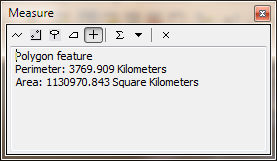 Measure
Polygon feature
Perimeter: 3769.909 Kilometers
Area: 1130970.843 Square Kilometers